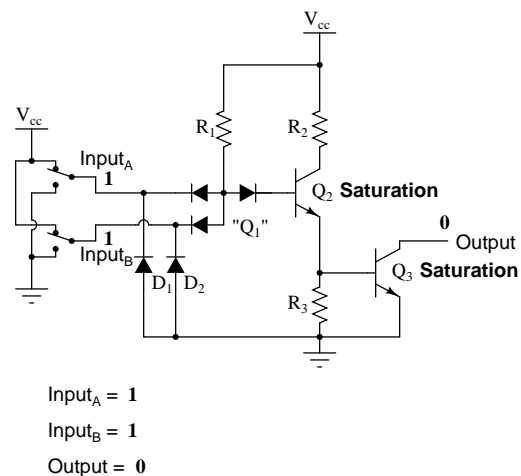 Vcc
R1
R2
Vcc
InputA
1
Q2 Saturation
1
"Q1"
InputB
0
Output
D1
D2
R3
Q3 Saturation
InputA = 1
InputB = 1
Output = 0